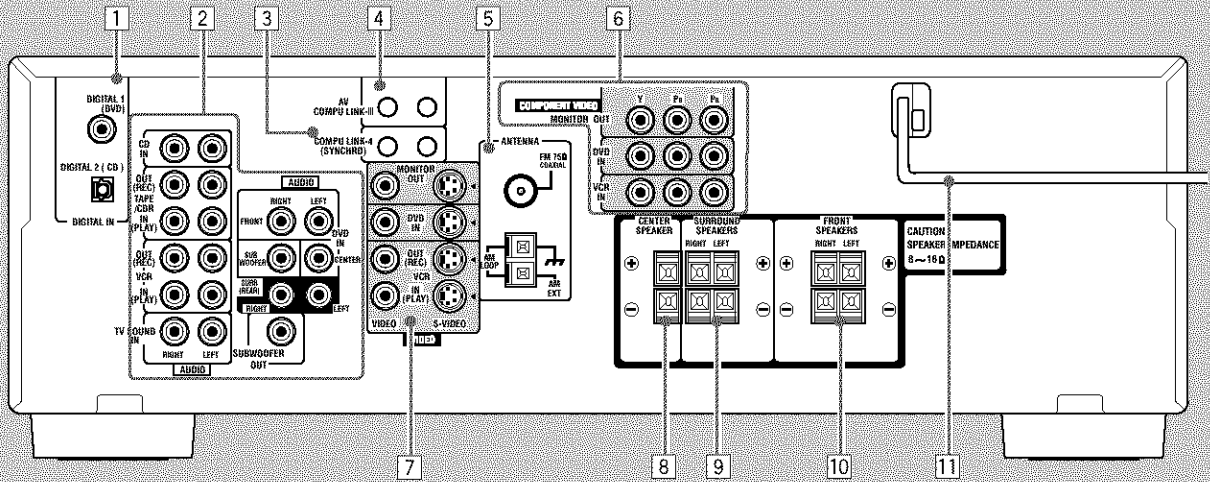 1 2 3 4 5 6
DIGITAL 1
(DVD)
DIGITAL 2 ( CD )
DIGITAL IN
CD
IN
OUT
(REC)
TAPE
/CDR
IN
(PLAY)
OUT
(REC)
VCR
IN
(PLAY)
TV SOUND
IN
RIGHT LEFT
AUDIO
AUDIO
RIGHT LEFT
FRONT
DVD
IN
SUB
WOOFER
CENTER
SURR
(REAR)
RIGHT
LEFT
SUBWOOFER
OUT
AV
COMPU LINK-III
COMPU LINK-4
(SYNCHRO)
MONITOR
OUT
DVD
IN
OUT
(REC)
VCR
IN
(PLAY)
VIDEO S-VIDEO
VIDEO
ANTENNA
FM 75Ω
COAXIAL
AM
LOOP
AM
EXT
COMPONENT VIDEO
Y PB PR
MONITOR OUT
DVD
IN
VCR
IN
CENTER
SPEAKER
SURROUND
SPEAKERS
RIGHT LEFT
FRONT
SPEAKERS
RIGHT LEFT
+ + + +
− − − −
CAUTION
SPEAKER IMPEDANCE
8~16Ω
7 8 9 10 11